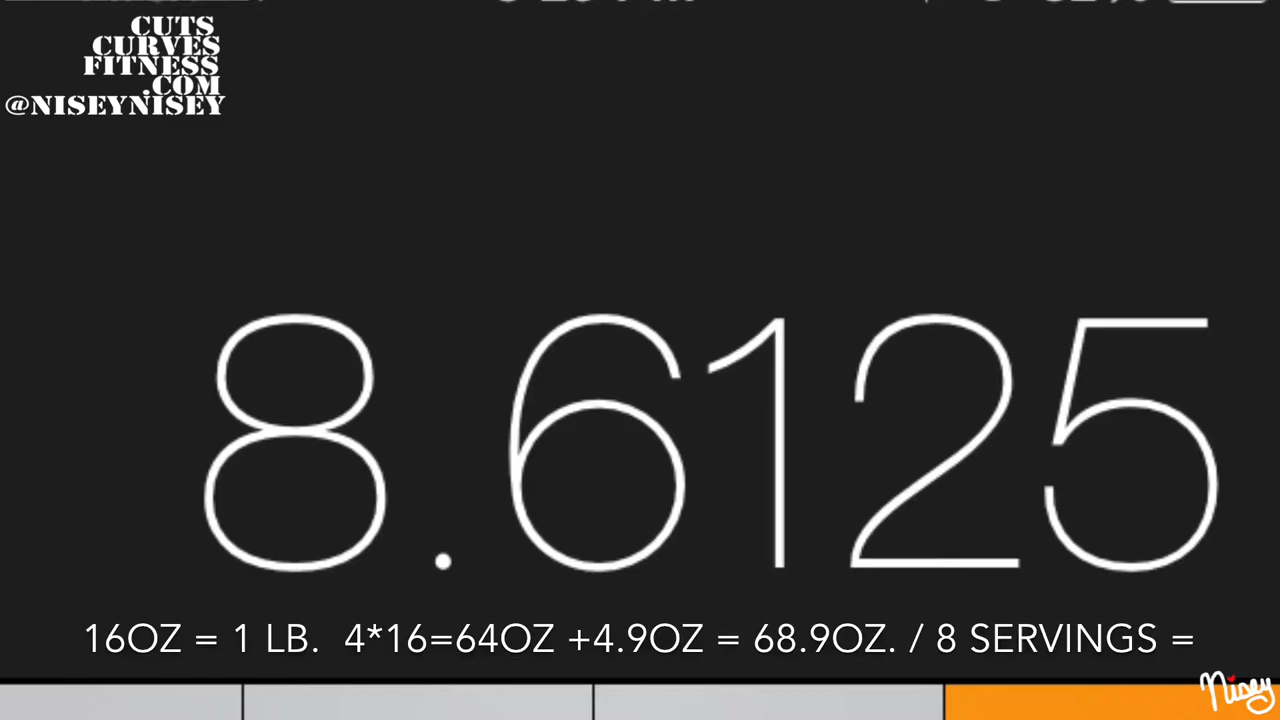 CUTS
CURVES
FITNESS
.COM
@NISEYNISEY
8.6125
16OZ = 1 LB. 4*16=64OZ +4.9OZ = 68.9OZ. / 8 SERVINGS =
Nisey